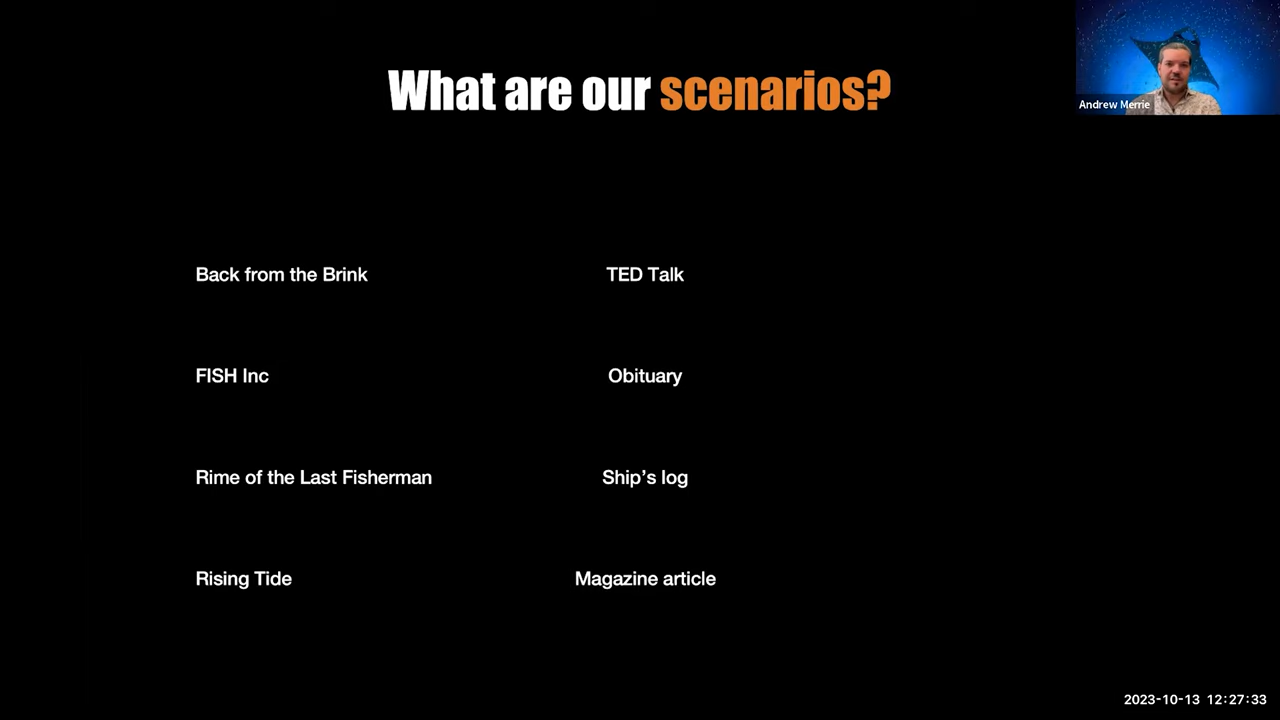 What are our scenarios?
Andrew Merrie
Back from the Brink
TED Talk
FISH Inc
Obituary
Rime of the Last Fisherman
Ship’s log
Rising Tide
Magazine article
2023-10-13 12:27:33